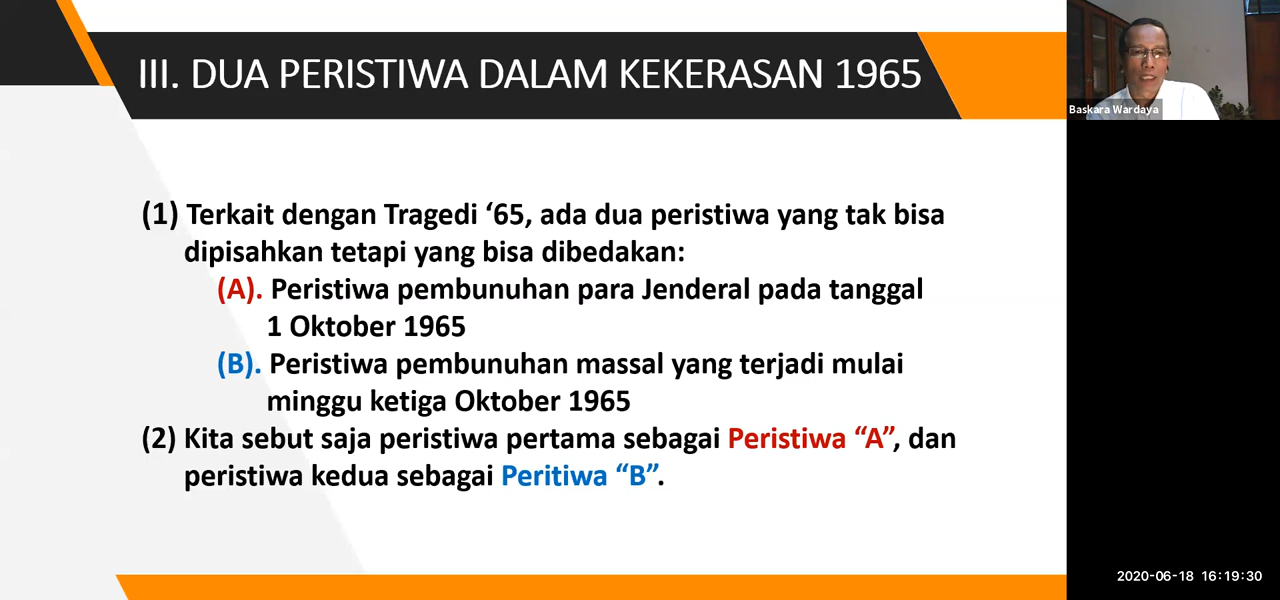 III. DUA PERISTIWA DALAM KEKERASAN 1965
Baskara Wardaya
(1) Terkait dengan Tragedi ‘65, ada dua peristiwa yang tak bisa
dipisahkan tetapi yang bisa dibedakan:
(A). Peristiwa pembunuhan para Jenderal pada tanggal
1 Oktober 1965
(B). Peristiwa pembunuhan massal yang terjadi mulai
minggu ketiga Oktober 1965
(2) Kita sebut saja peristiwa pertama sebagai Peristiwa “A”, dan
peristiwa kedua sebagai Peritiwa “B”.
2020-06-18 16:19:30